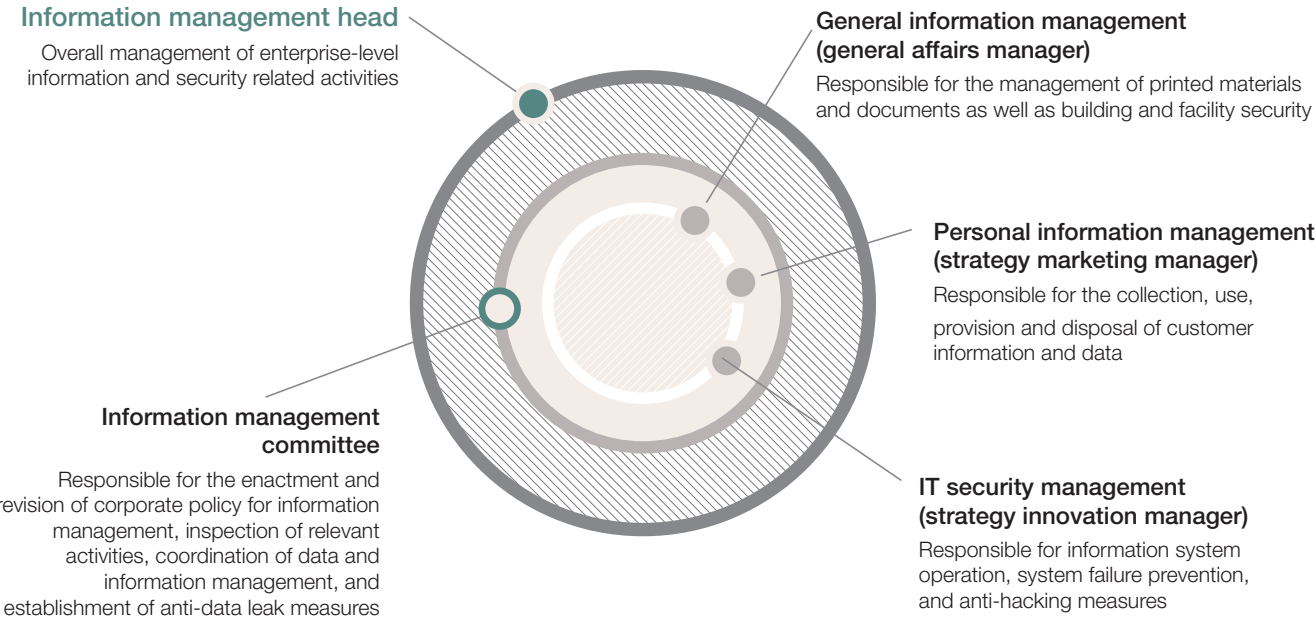 Information management head
Overall management of enterprise-level
information and security related activities
General information management
(general affairs manager)
Responsible for the management of printed materials
and documents as well as building and facility security
Personal information management
(strategy marketing manager)
Responsible for the collection, use,
provision and disposal of customer
information and data
Information management
committee
Responsible for the enactment and
revision of corporate policy for information
management, inspection of relevant
activities, coordination of data and
information management, and
establishment of anti-data leak measures
IT security management
(strategy innovation manager)
Responsible for information system
operation, system failure prevention,
and anti-hacking measures